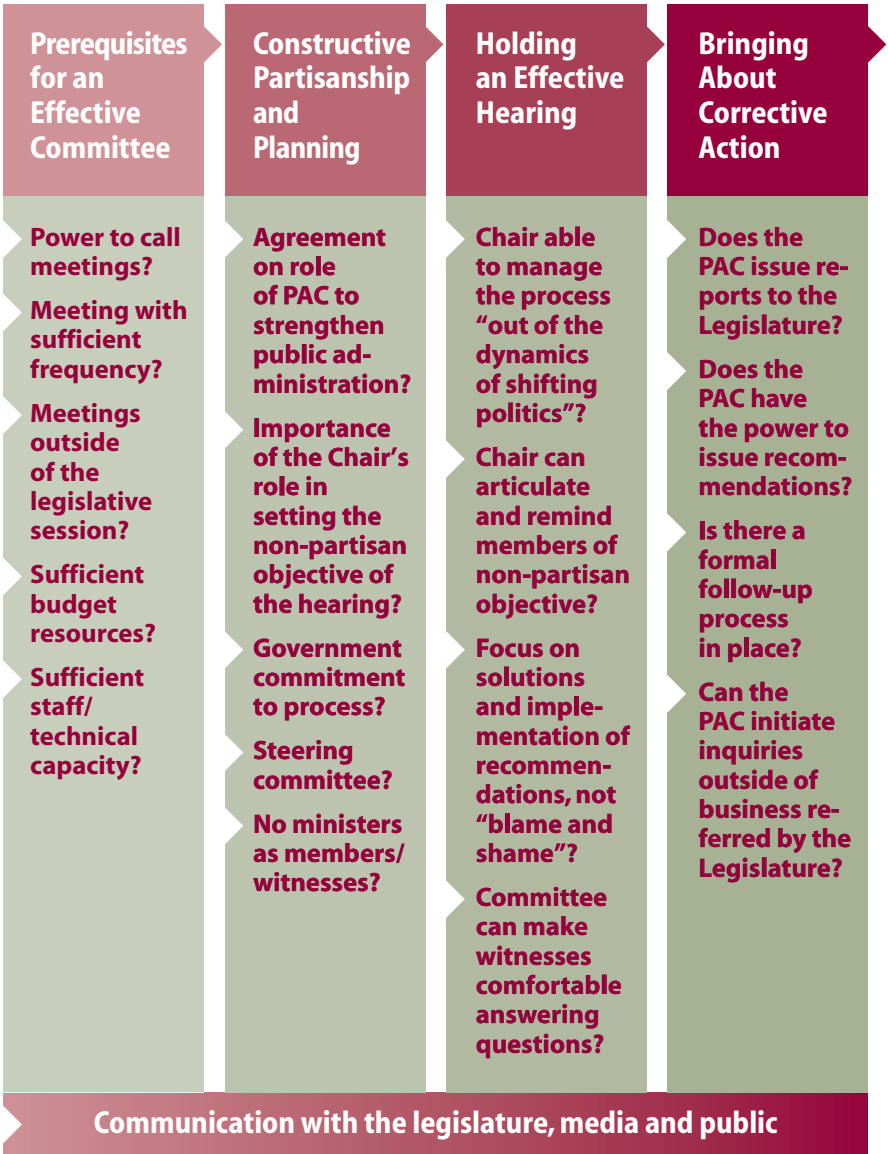 Prerequisites
for an
Effective
Committee
Power to call
meetings?
Meeting with
sufficient
frequency?
Meetings
outside
of the
legislative
session?
Sufficient
budget
resources?
Sufficient
staff/
technical
capacity?
Constructive
Partisanship
and
Planning
Agreement
on role
of PAC to
strengthen
public ad-
ministration?
Importance
of the Chair’s
role in
setting the
non-partisan
objective of
the hearing?
Government
commitment
to process?
Steering
committee?
No ministers
as members/
witnesses?
Holding
an Effective
Hearing
Chair able
to manage
the process
“out of the
dynamics
of shifting
politics”?
Chair can
articulate
and remind
members of
non-partisan
objective?
Focus on
solutions
and imple-
mentation of
recommen-
dations, not
“blame and
shame”?
Committee
can make
witnesses
comfortable
answering
questions?
Bringing
About
Corrective
Action
Does the
PAC issue re-
ports to the
Legislature?
Does the
PAC have
the power to
issue recom-
mendations?
Is there a
formal
follow-up
process
in place?
Can the
PAC initiate
inquiries
outside of
business re-
ferred by the
Legislature?
Communication with the legislature, media and public